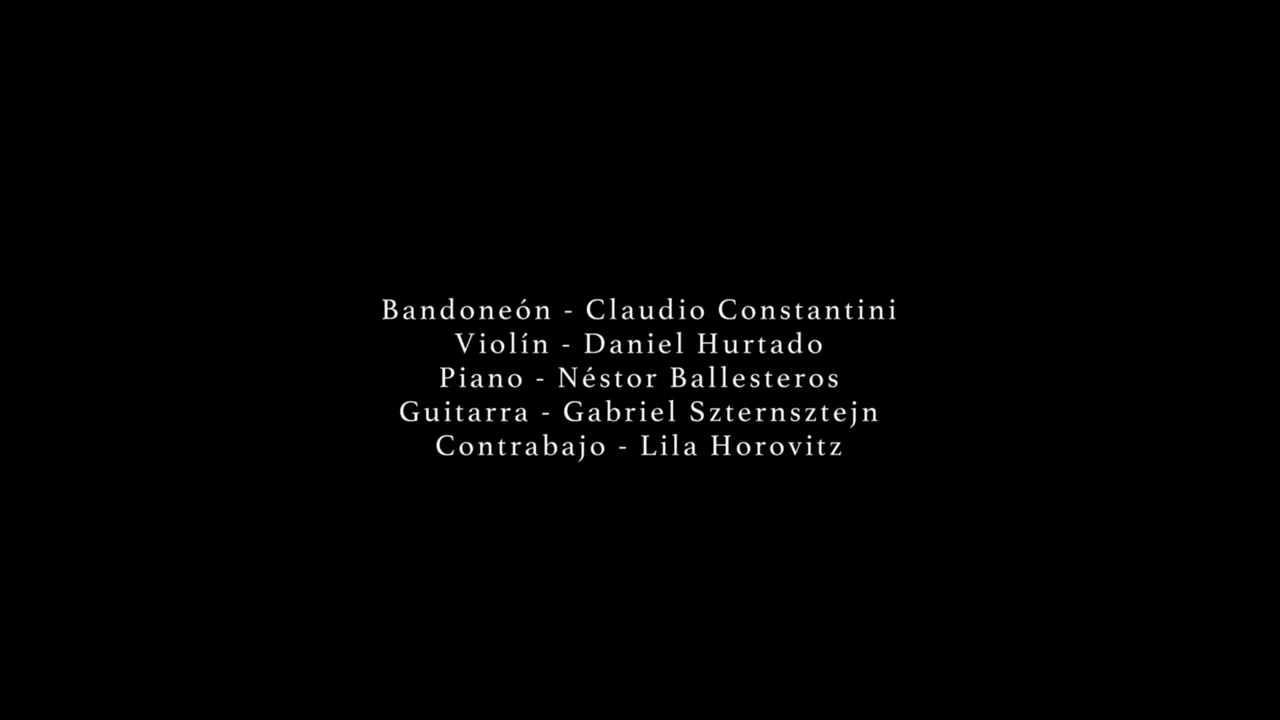 Bandoneón - Claudio Constantini
Violín - Daniel Hurtado
Piano - Néstor Ballesteros
Guitarra - Gabriel Szternsztejn
Contrabajo - Lila Horovitz